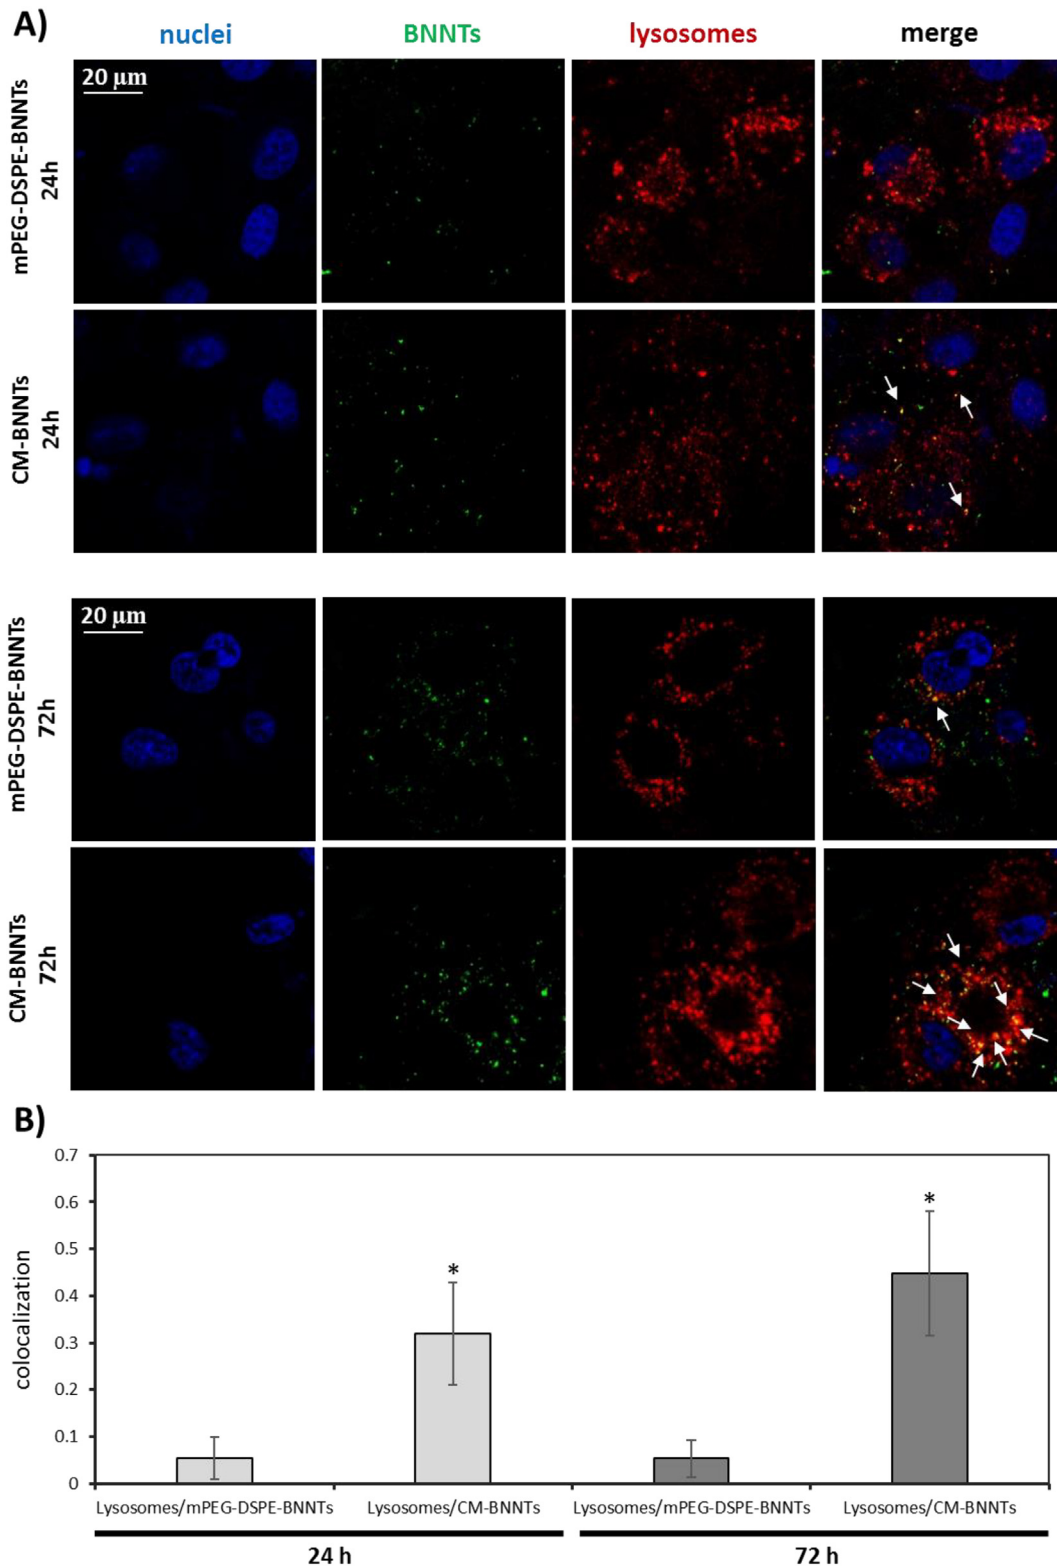 A)
nuclei BNNTs lysosomes merge
mPEG-DSPE-BNNTs
24h
20 µm
CM-BNNTs
24h
mPEG-DSPE-BNNTs
72h
20 µm
CM-BNNTs
72h
B)
colocalization
0.7
0.6
0.5
0.4
0.3
0.2
0.1
0
*
*
Lysosomes/mPEG-DSPE-BNNTs Lysosomes/CM-BNNTs Lysosomes/mPEG-DSPE-BNNTs Lysosomes/CM-BNNTs
24 h 72 h